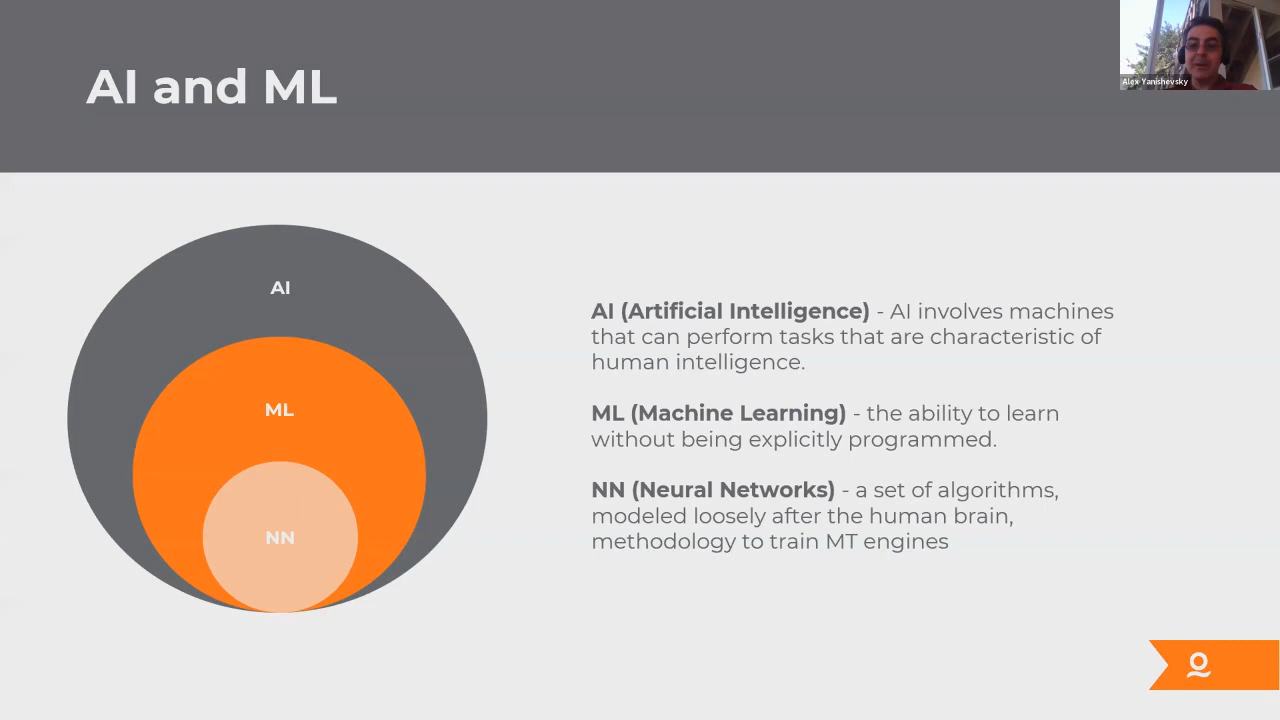 AI and ML
Alex Yanishevsky
AI
ML
NN
AI (Artificial Intelligence) - AI involves machines
that can perform tasks that are characteristic of
human intelligence.
ML (Machine Learning) - the ability to learn
without being explicitly programmed.
NN (Neural Networks) - a set of algorithms,
modeled loosely after the human brain,
methodology to train MT engines